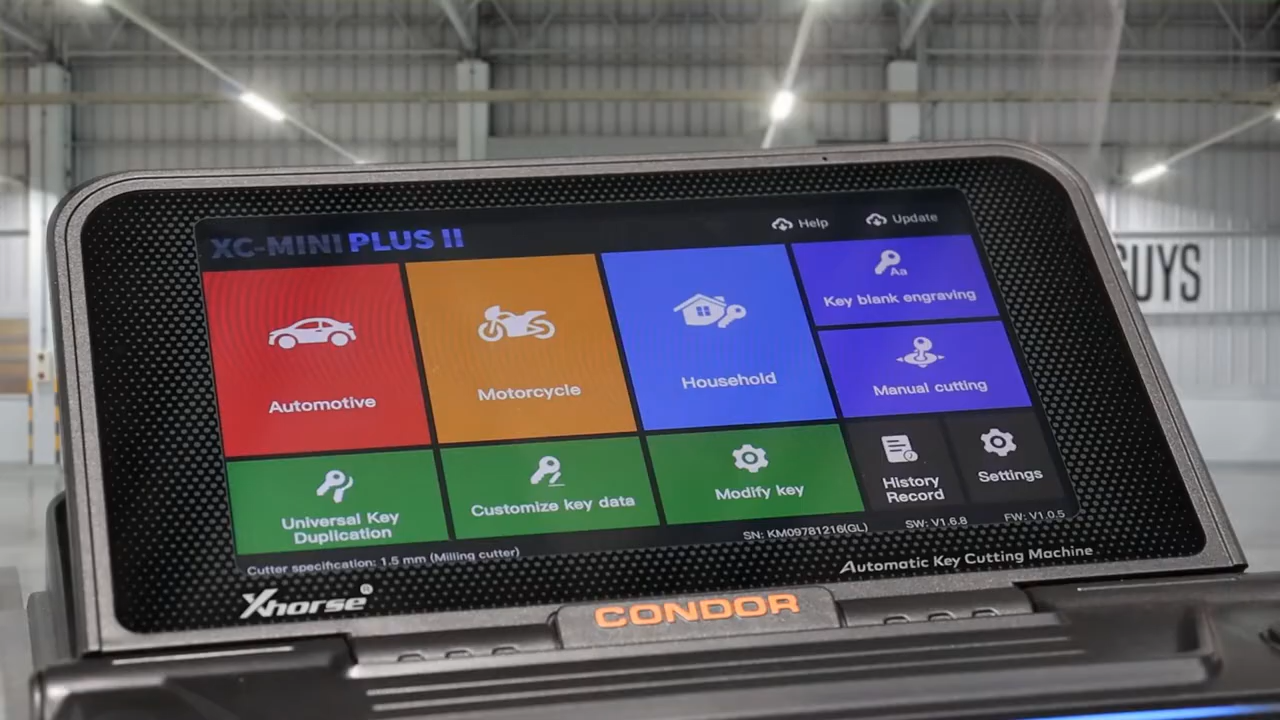 XC-MINI PLUS II
Help
Update
Automotive
Motorcycle
Household
Key blank engraving
Manual cutting
Universal Key
Duplication
Customize key data
Modify key
History
Record
Settings
Cutter specification: 1.5 mm (Milling cutter)
SN: KM097B1216(GL)
SW: V1.6.8
FW: V1.0.5
Xhorse®
Automatic Key Cutting Machine
CONDOR
GUYS